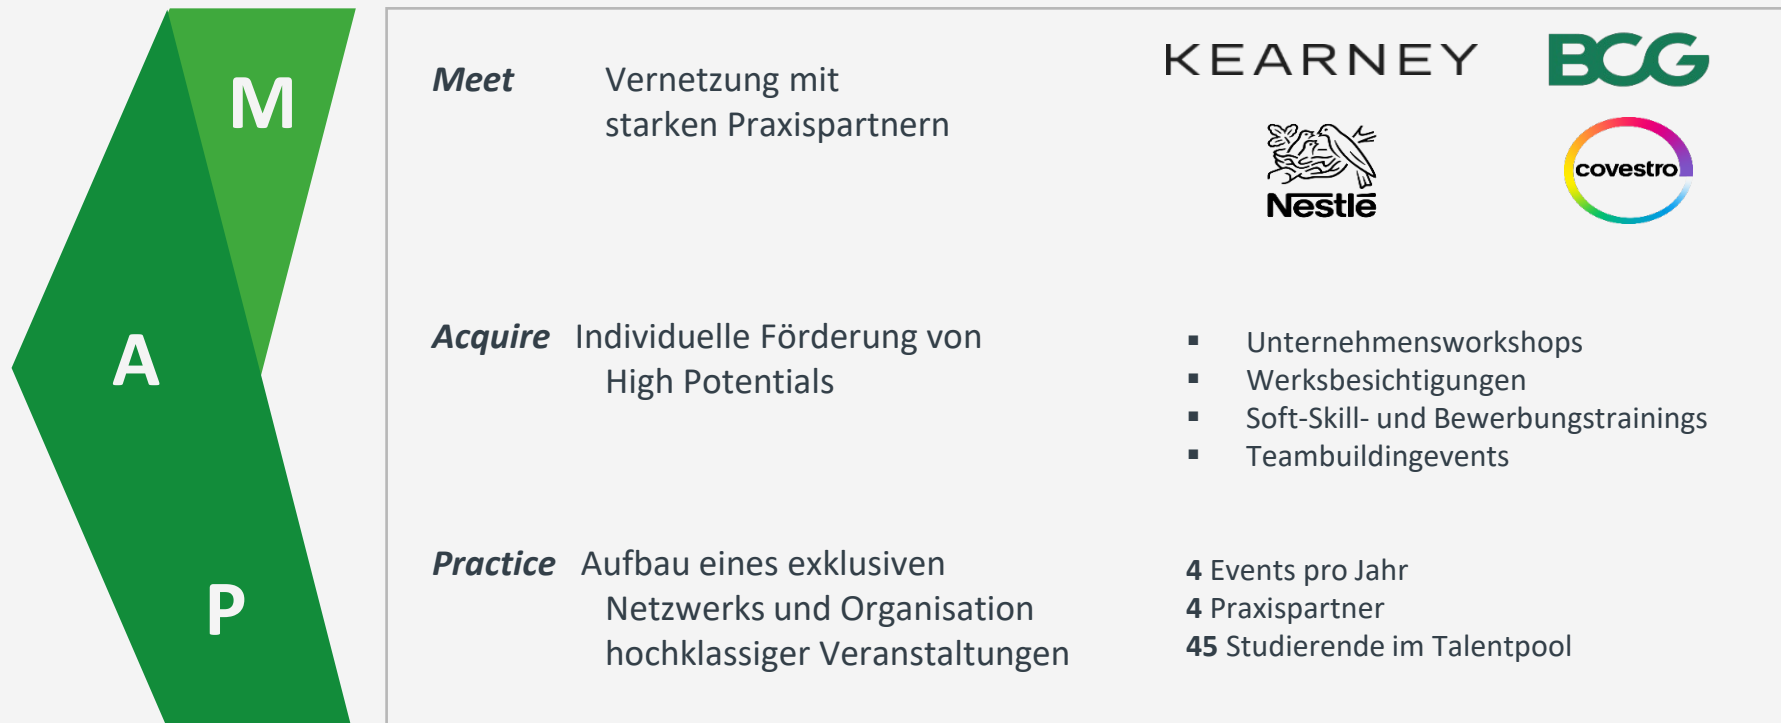 M
A
P
Meet Vernetzung mit
starken Praxispartnern
KEARNEY
BCG
Nestlé
covestro
Acquire Individuelle Förderung von
High Potentials
▪ Unternehmensworkshops
▪ Werksbesichtigungen
▪ Soft-Skill- und Bewerbungstrainings
▪ Teambuildingevents
Practice Aufbau eines exklusiven
Netzwerks und Organisation
hochklassiger Veranstaltungen
4 Events pro Jahr
4 Praxispartner
45 Studierende im Talentpool